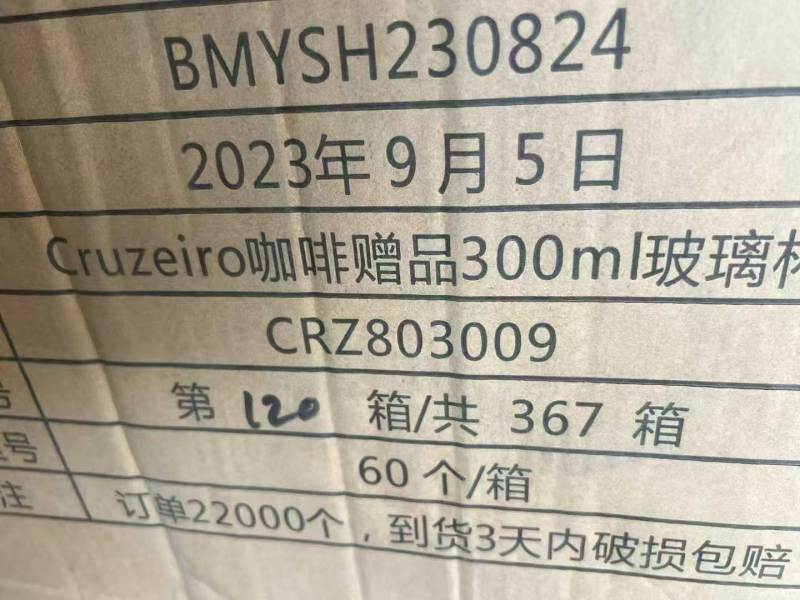 BMYSH230824
2023年9月5日
Cruzeiro咖啡赠品300ml玻璃杯
CRZ803009
第 120 箱/共 367 箱
号
60 个/箱
注 订单22000个，到货3天内破损包赔